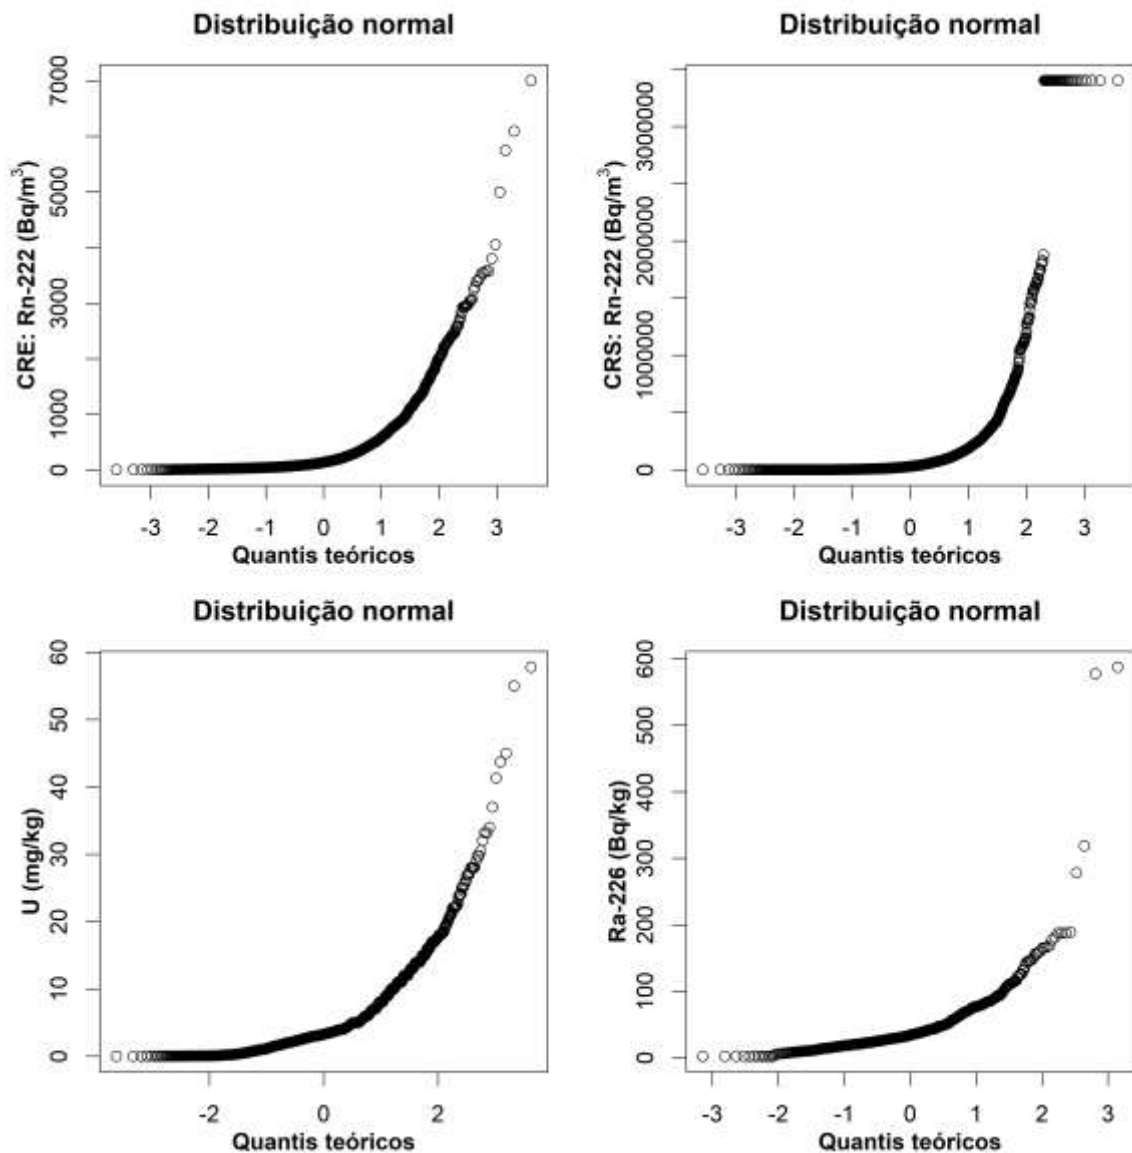 Distribuição normal
CRE: Rn-222 (Bq/m³)
7000
5000
3000
1000
0
-3 -2 -1 0 1 2 3
Quantis teóricos
Distribuição normal
CRS: Rn-222 (Bq/m³)
3000000
2000000
1000000
0
-3 -2 -1 0 1 2 3
Quantis teóricos
Distribuição normal
U (mg/kg)
60
50
40
30
20
10
0
-2 0 2
Quantis teóricos
Distribuição normal
Ra-226 (Bq/kg)
600
500
400
300
200
100
0
-3 -2 -1 0 1 2 3
Quantis teóricos